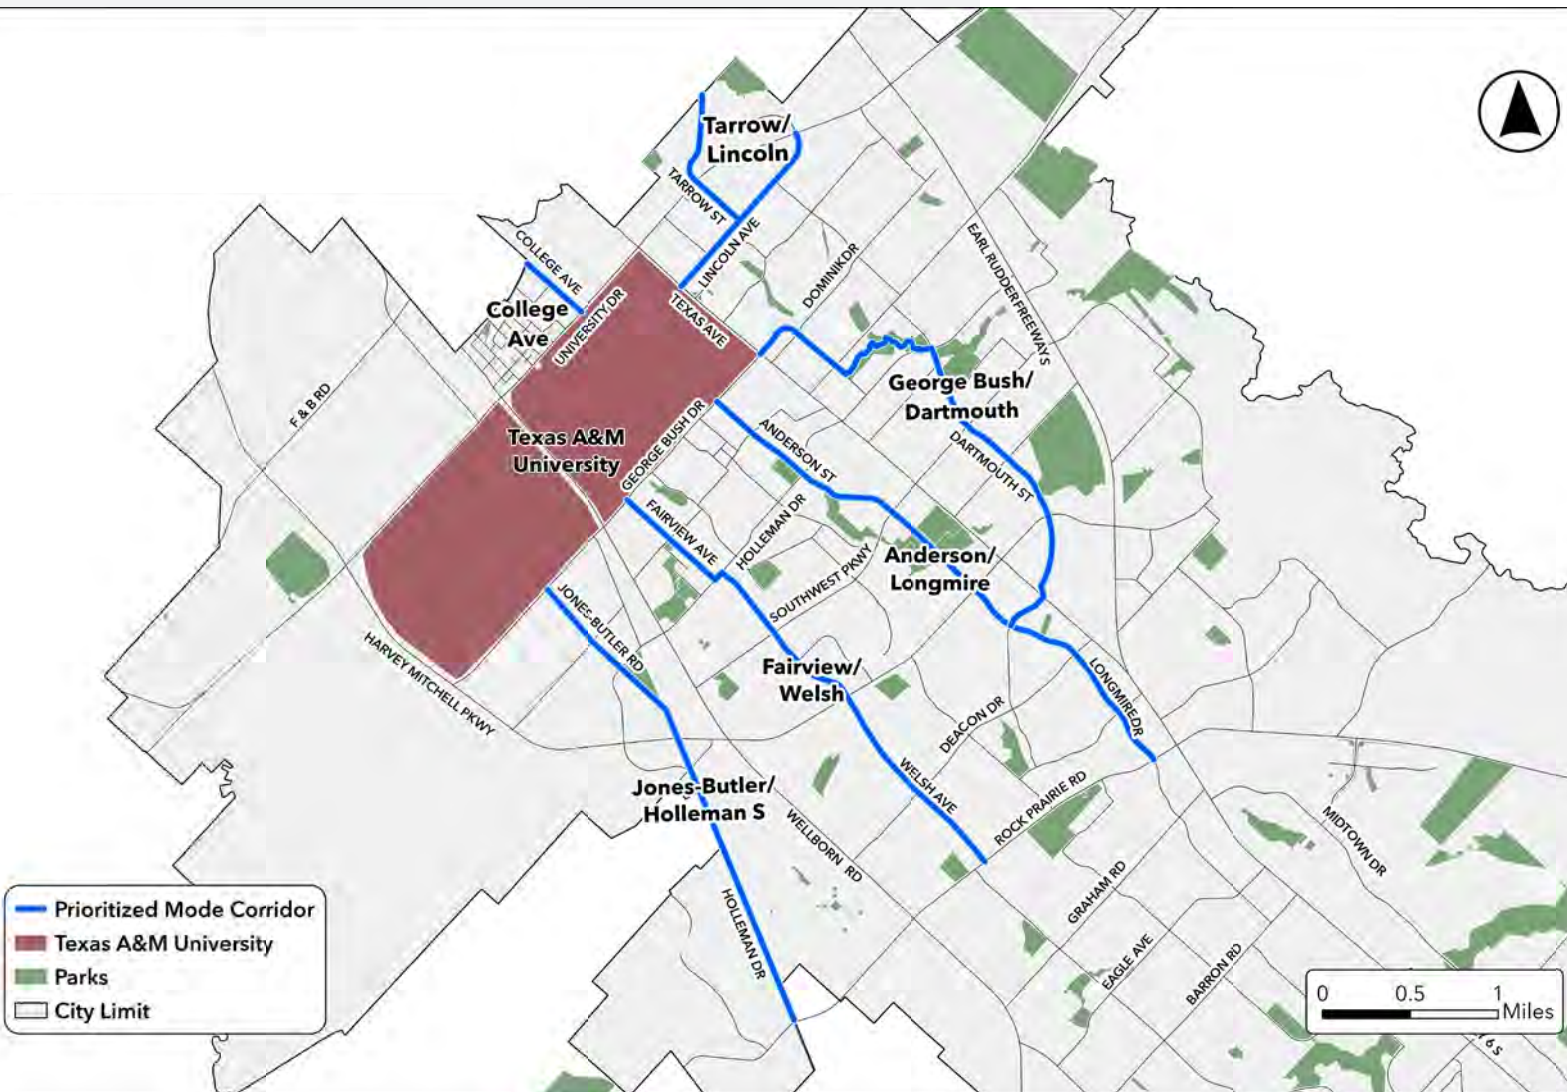 Tarrow/
Lincoln
TARROW ST
LINCOLN AVE
COLLEGE AVE
College
Ave
UNIVERSITY DR
TEXAS AVE
DOMINIK DR
EARL RUDDER FREEWAY S
F & B RD
Texas A&M
University
GEORGE BUSH DR
George Bush/
Dartmouth
ANDERSON ST
DARTMOUTH ST
FAIRVIEW AVE
HOLLEMAN DR
SOUTHWEST PKWY
Anderson/
Longmire
JONES-BUTLER RD
HARVEY MITCHELL PKWY
Fairview/
Welsh
LONGMIRE DR
DEACON DR
WELSH AVE
ROCK PRAIRIE RD
Jones-Butler/
Holleman S
WELLBORN RD
MIDTOWN DR
GRAHAM RD
HOLLEMAN DR
EAGLE AVE
BARRON RD
Prioritized Mode Corridor
Texas A&M University
Parks
City Limit
0 0.5 1
Miles
6 S